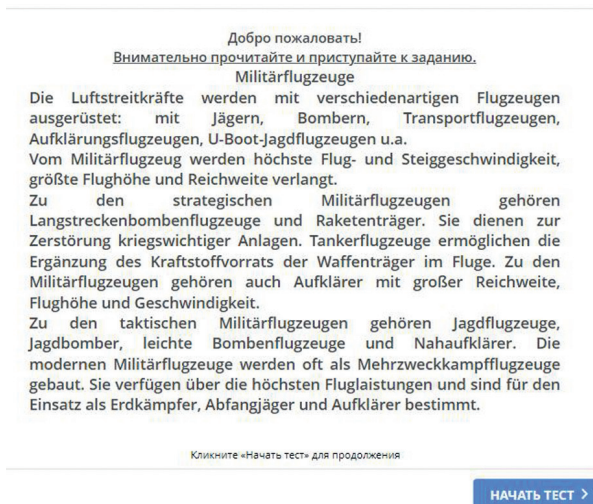 Добро пожаловать!
Внимательно прочитайте и приступайте к заданию.
Militärflugzeuge
Die Luftstreitkräfte werden mit verschiedenartigen Flugzeugen
ausgerüstet: mit Jägern, Bombern, Transportflugzeugen,
Aufklärungsflugzeugen, U-Boot-Jagdflugzeugen u.a.
Vom Militärflugzeug werden höchste Flug- und Steiggeschwindigkeit,
größte Flughöhe und Reichweite verlangt.
Zu den strategischen Militärflugzeugen gehören
Langstreckenbombenflugzeuge und Raketenträger. Sie dienen zur
Zerstörung kriegswichtiger Anlagen. Tankerflugzeuge ermöglichen die
Ergänzung des Kraftstoffvorrats der Waffenträger im Fluge. Zu den
Militärflugzeugen gehören auch Aufklärer mit großer Reichweite,
Flughöhe und Geschwindigkeit.
Zu den taktischen Militärflugzeugen gehören Jagdflugzeuge,
Jagdbomber, leichte Bombenflugzeuge und Nahaufklärer. Die
modernen Militärflugzeuge werden oft als Mehrzweckkampfflugzeuge
gebaut. Sie verfügen über die höchsten Fluglaistungen und sind für den
Einsatz als Erdkämpfer, Abfangjäger und Aufklärer bestimmt.
Кликните «Начать тест» для продолжения
НАЧАТЬ ТЕСТ >